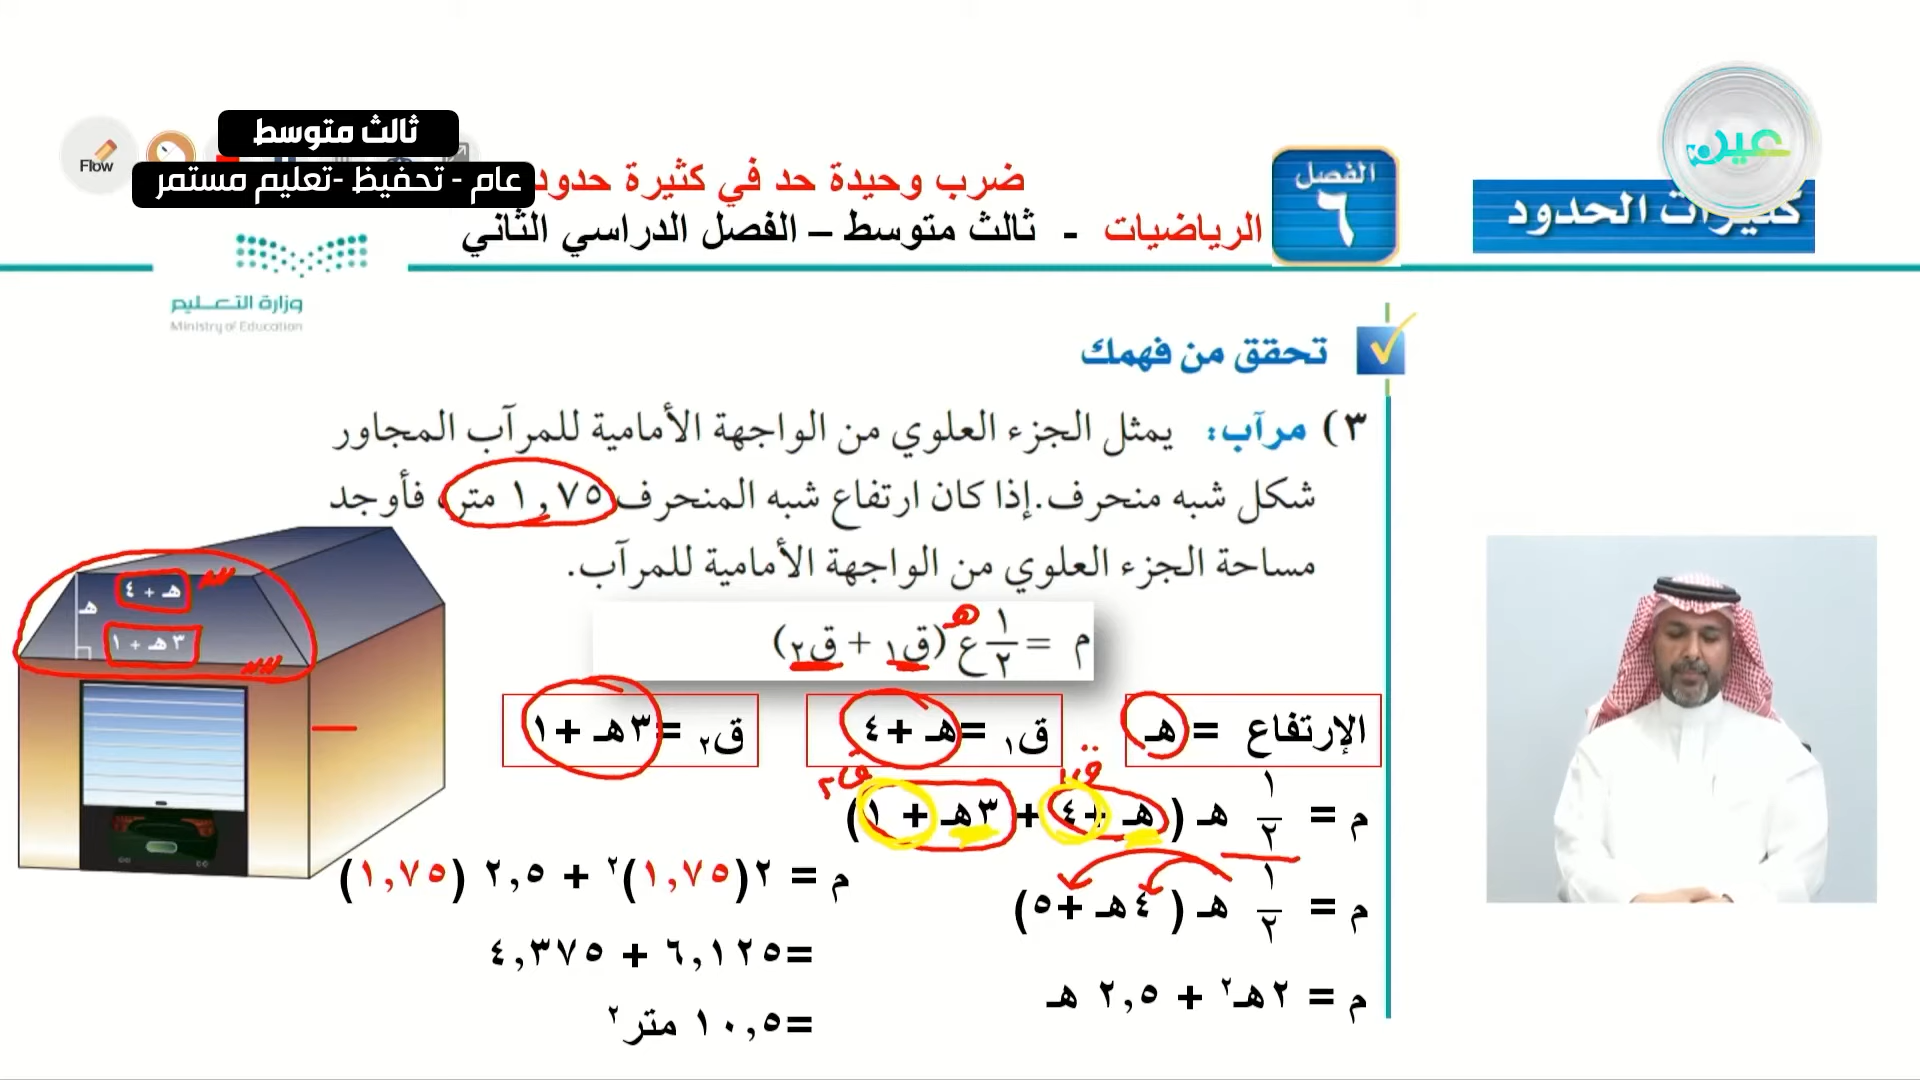 ثالث متوسط
عام - تحفيظ -تعليم مستمر
Flow
عين
كثيرات الحدود
الفصل
٦
ضرب وحيدة حد في كثيرة حدود
الرياضيات - ثالث متوسط – الفصل الدراسي الثاني
وزارة التعليم
Ministry of Education
تحقق من فهمك
٣) مرآب: يمثل الجزء العلوي من الواجهة الأمامية للمرآب المجاور
شكل شبه منحرف. إذا كان ارتفاع شبه المنحرف ١,٧٥ متر، فأوجد
مساحة الجزء العلوي من الواجهة الأمامية للمرآب.
هـ + ٤
هـ
٣هـ + ١
م = ١/٢ ع (ق١ + ق٢)
هـ
الإرتفاع = هـ
ق١ = هـ + ٤
ق٢ = ٣هـ + ١
ق١
ق٢
م = ١/٢ هـ (هـ + ٤ + ٣هـ + ١)
م = ١/٢ هـ (٤هـ + ٥)
م = ٢هـ٢ + ٢,٥ هـ
م = ٢(١,٧٥)٢ + ٢,٥ (١,٧٥)
=٦,١٢٥ + ٤,٣٧٥
=١٠,٥ متر٢